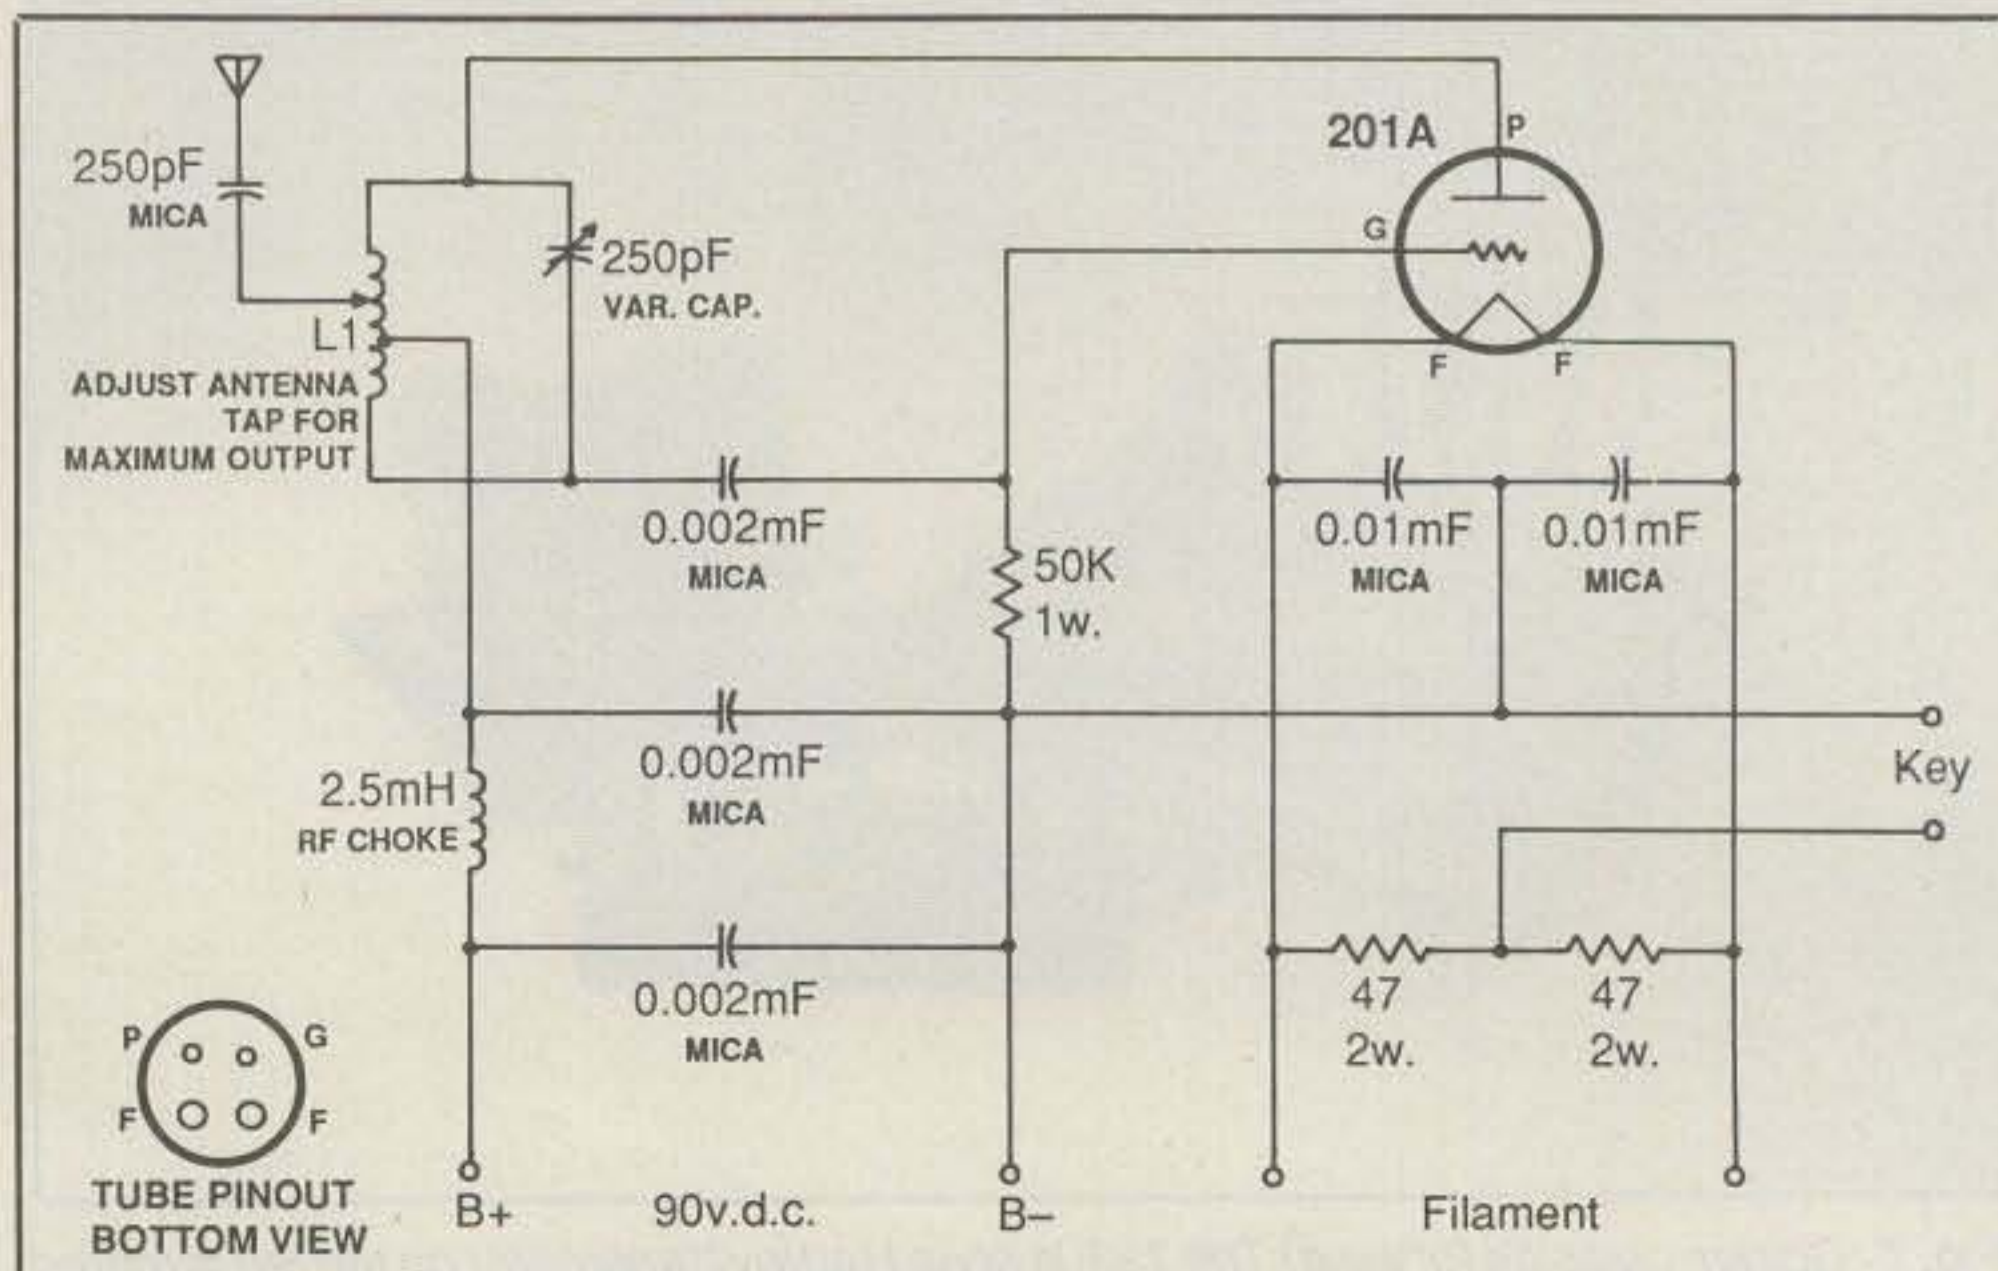 201A
P
G
F
F
250pF
MICA
250pF
VAR. CAP.
L1
ADJUST ANTENNA
TAP FOR
MAXIMUM OUTPUT
0.002mF
MICA
50K
1w.
0.01mF
MICA
0.01mF
MICA
0.002mF
MICA
Key
2.5mH
RF CHOKE
0.002mF
MICA
47
2w.
47
2w.
P
G
F
F
TUBE PINOUT
BOTTOM VIEW
B+
90v.d.c.
B–
Filament